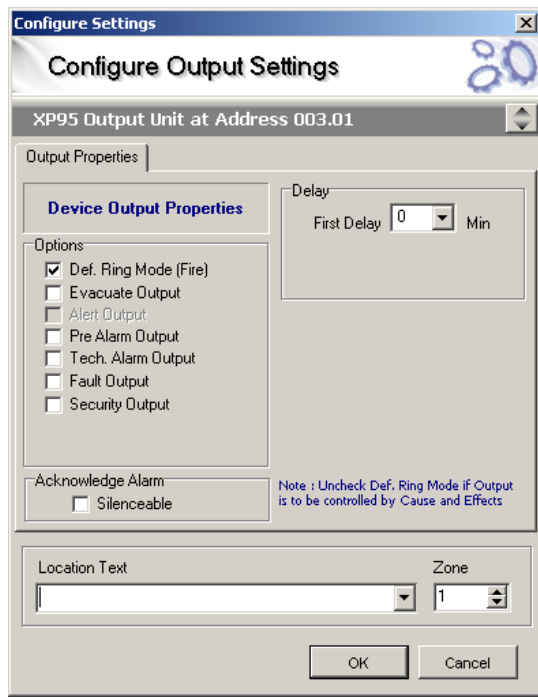 Configure Settings
Configure Output Settings
XP95 Output Unit at Address 003.01
Output Properties
Device Output Properties
Options
Def. Ring Mode (Fire)
Evacuate Output
Alert Output
Pre Alarm Output
Tech. Alarm Output
Fault Output
Security Output
Acknowledge Alarm
Silenceable
Delay
First Delay 0 Min
Note : Uncheck Def. Ring Mode if Output
is to be controlled by Cause and Effects
Location Text
Zone
1
OK
Cancel